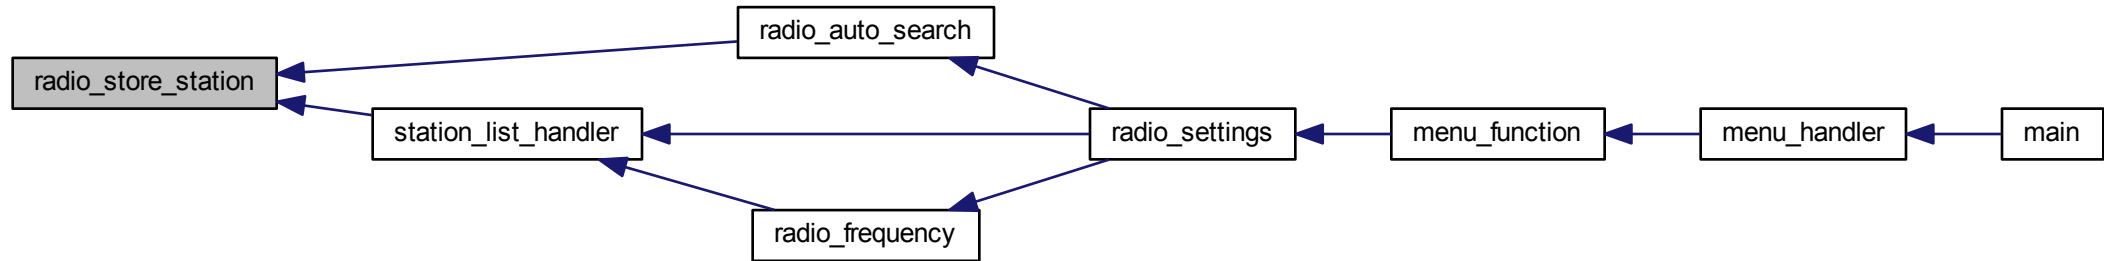 radio_auto_search
radio_store_station
station_list_handler
radio_settings
menu_function
menu_handler
main
radio_frequency